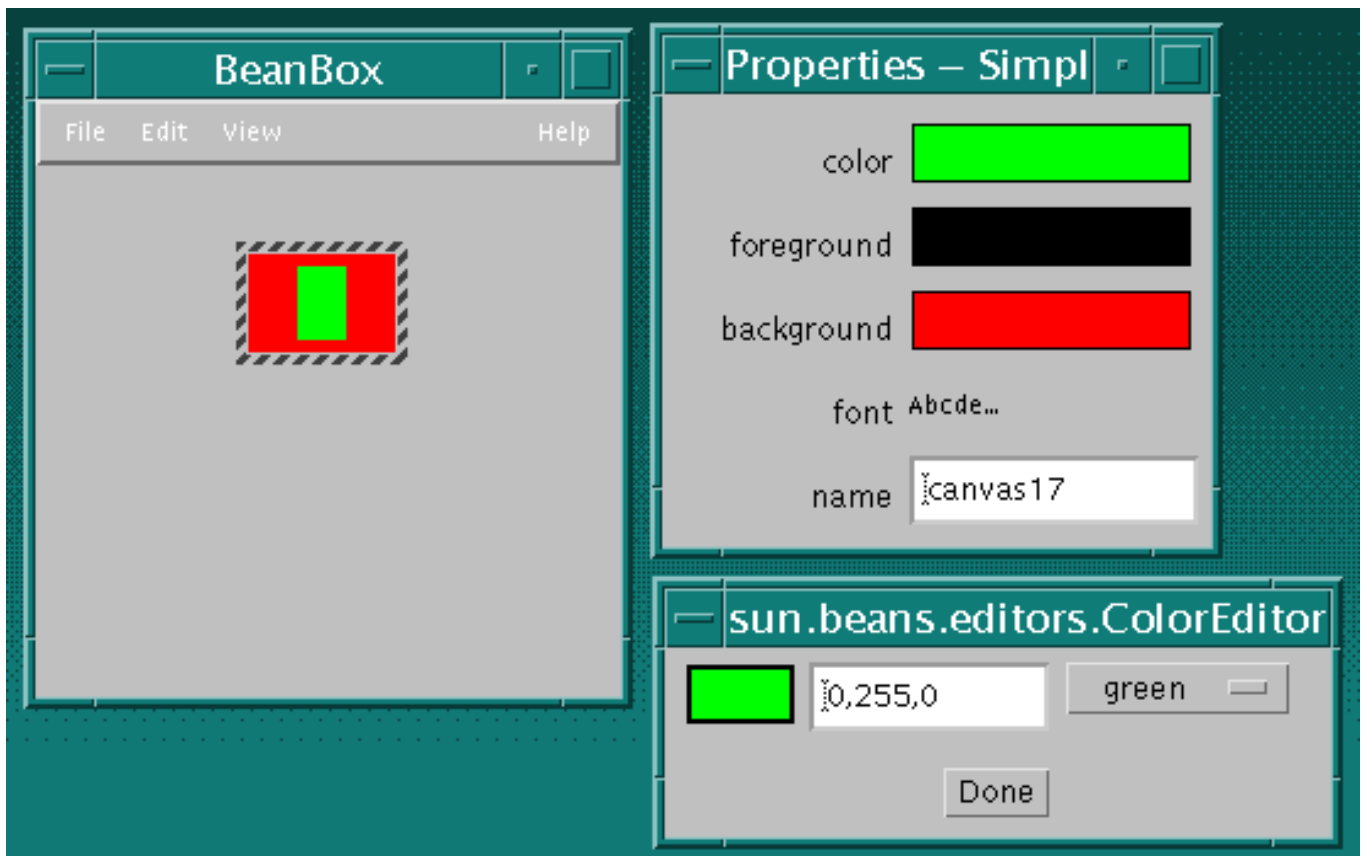 BeanBox
File Edit View Help
Properties – Simpl
color
foreground
background
font Abcde...
name canvas17
sun.beans.editors.ColorEditor
0,255,0 green
Done